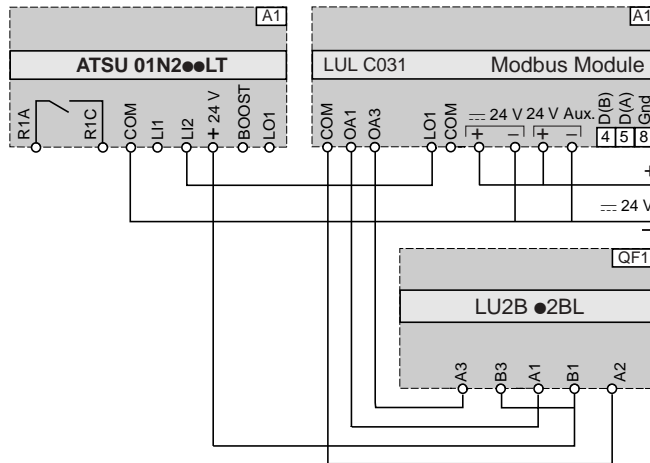 A1
ATSU 01N2●●LT
R1A
R1C
COM
LI1
LI2
+ 24 V
BOOST
LO1
A1
LUL C031 Modbus Module
COM
OA1
OA3
LO1
COM
24 V 24 V Aux.
+ − + −
D(B)
D(A)
Gnd
4 5 8
+
24 V
−
QF1
LU2B ●2BL
A3
B3
A1
B1
A2